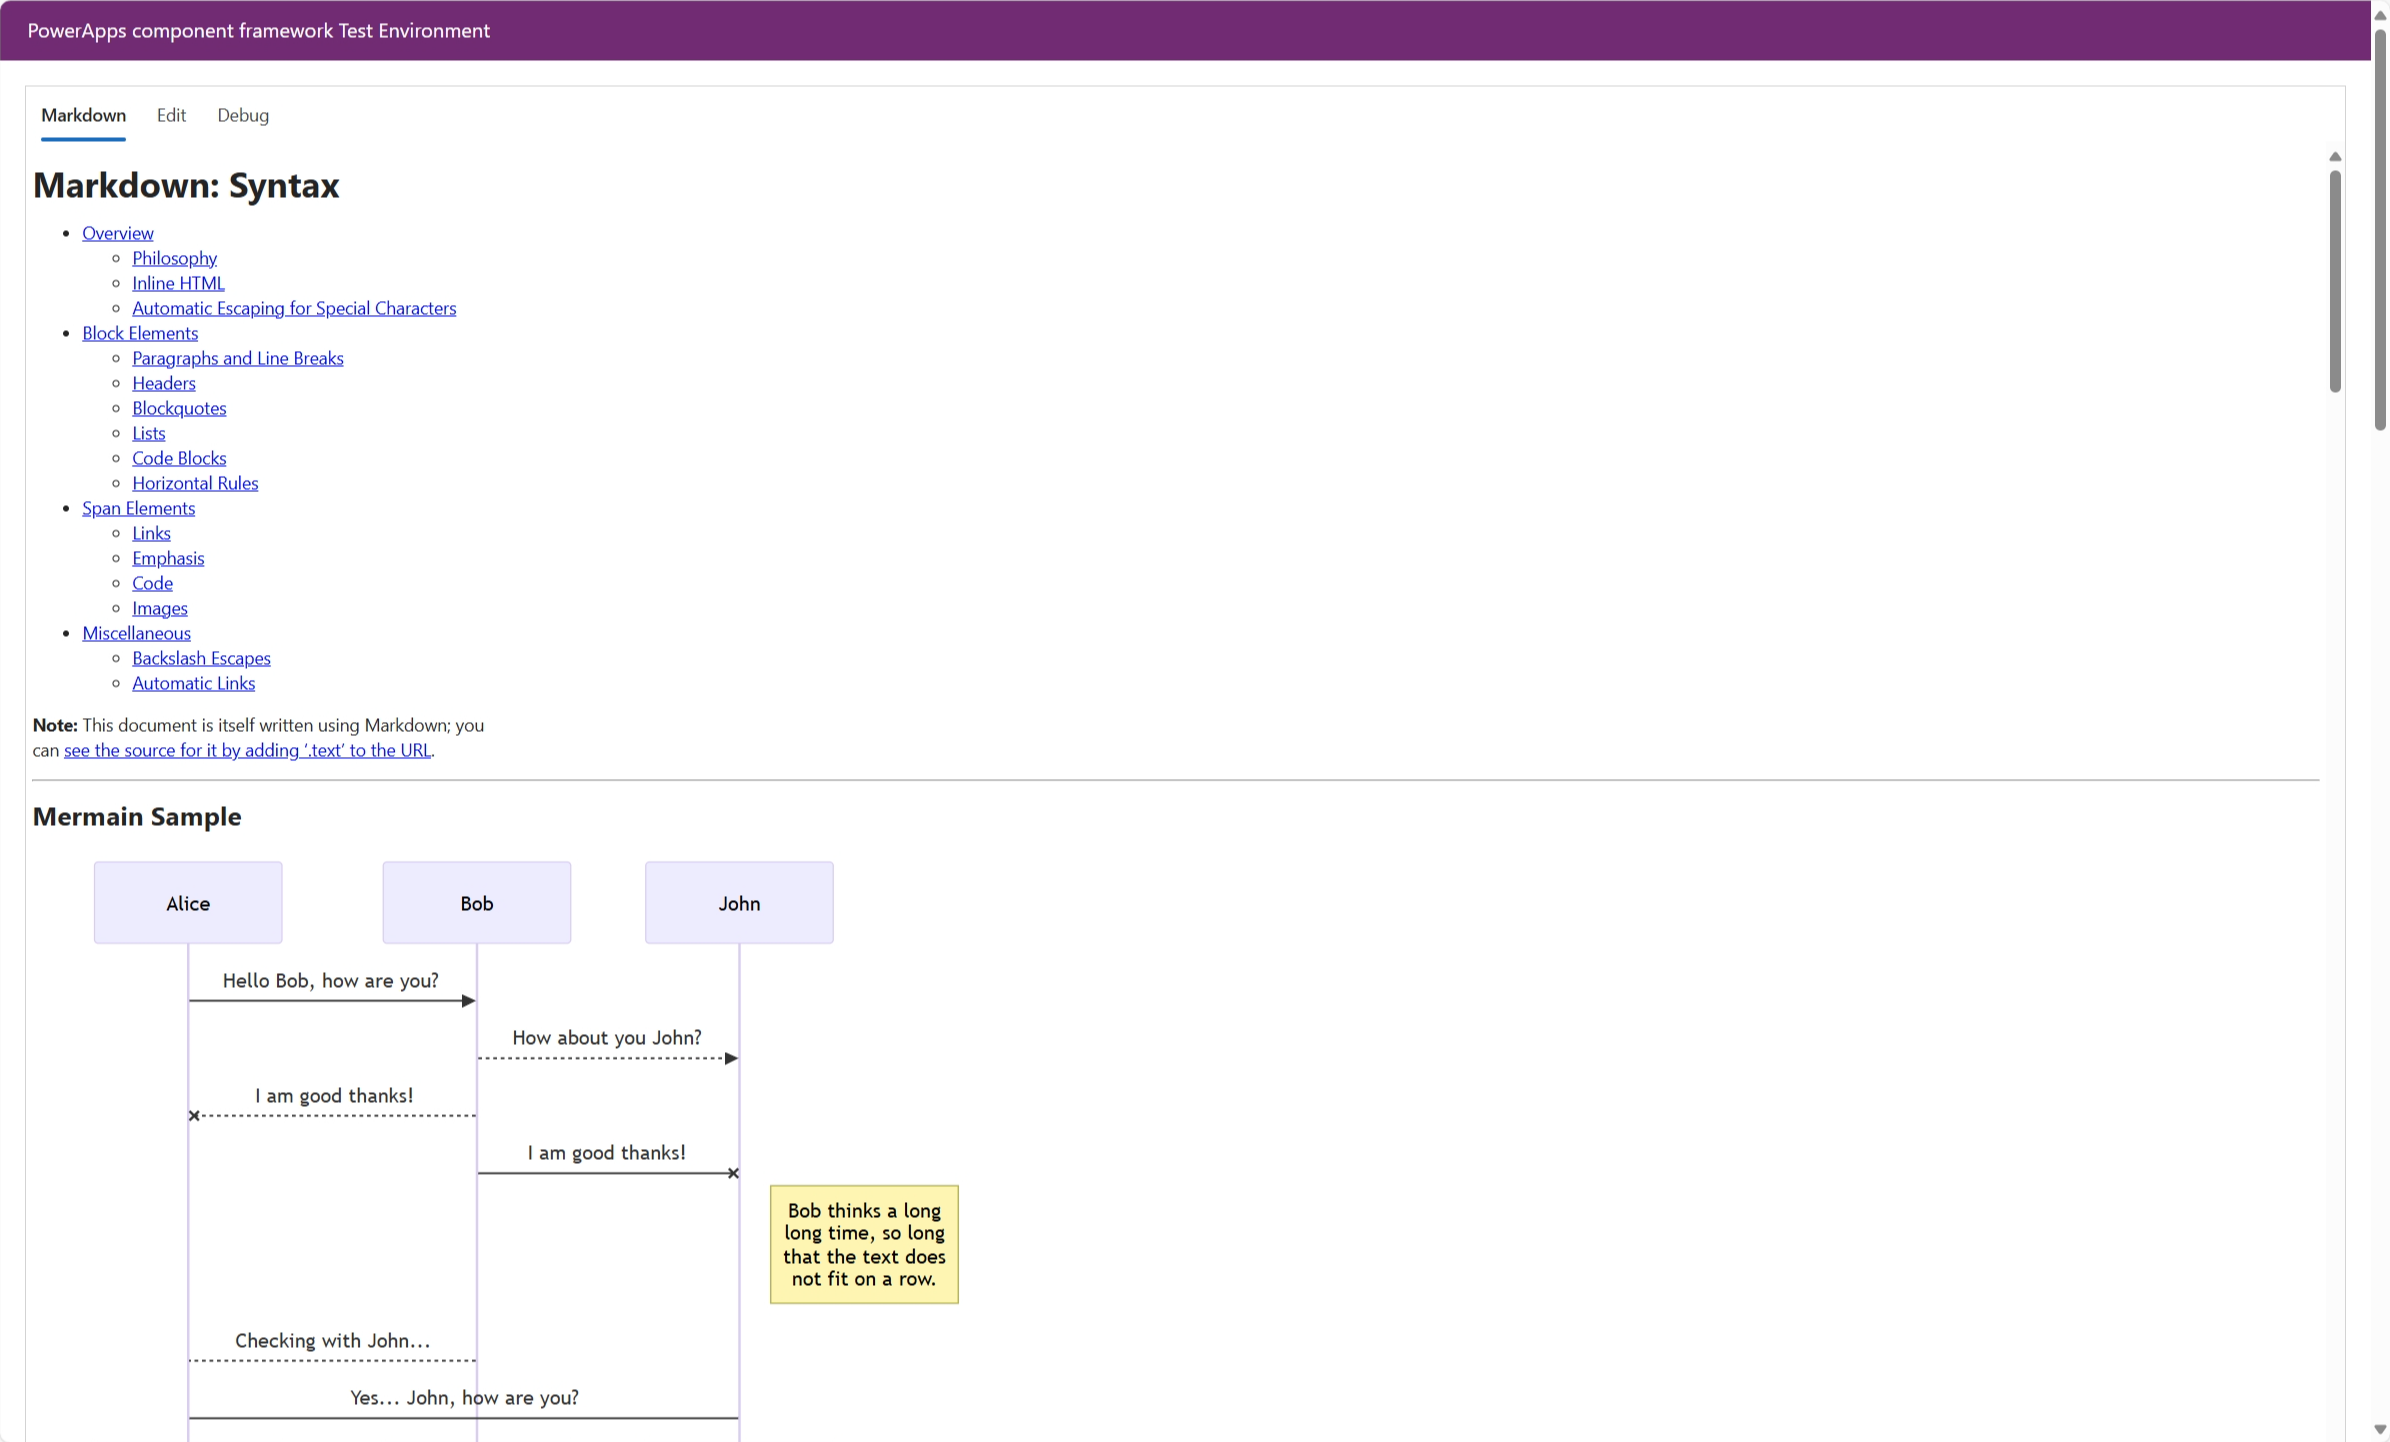 PowerApps component framework Test Environment
Markdown Edit Debug
Markdown: Syntax
Overview
Philosophy
Inline HTML
Automatic Escaping for Special Characters
Block Elements
Paragraphs and Line Breaks
Headers
Blockquotes
Lists
Code Blocks
Horizontal Rules
Span Elements
Links
Emphasis
Code
Images
Miscellaneous
Backslash Escapes
Automatic Links
Note: This document is itself written using Markdown; you
can see the source for it by adding ‘.text’ to the URL.
Mermain Sample
Alice Bob John
Hello Bob, how are you?
How about you John?
I am good thanks!
I am good thanks!
Bob thinks a long
long time, so long
that the text does
not fit on a row.
Checking with John...
Yes... John, how are you?